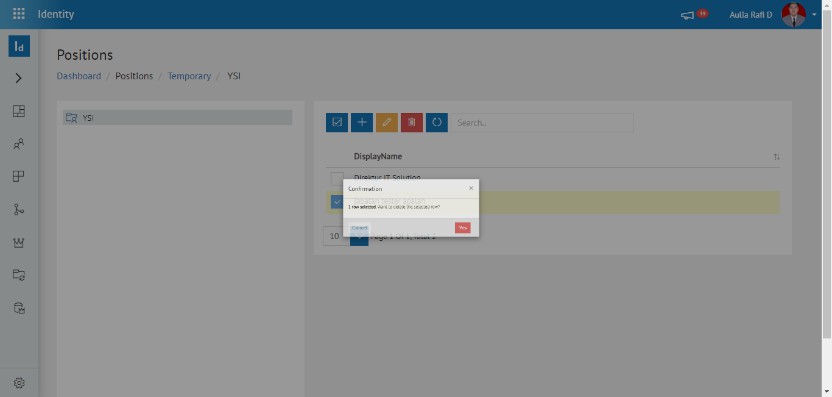 Identity
19
Aulia Rafi D
Id
Positions
Dashboard / Positions / Temporary / YSI
YSI
Search..
DisplayName
Direktur IT Solution
Confirmation
×
1 row selected. Want to delete the selected row?
Cancel
Yes
10
Page 1 Of 1, Total 2